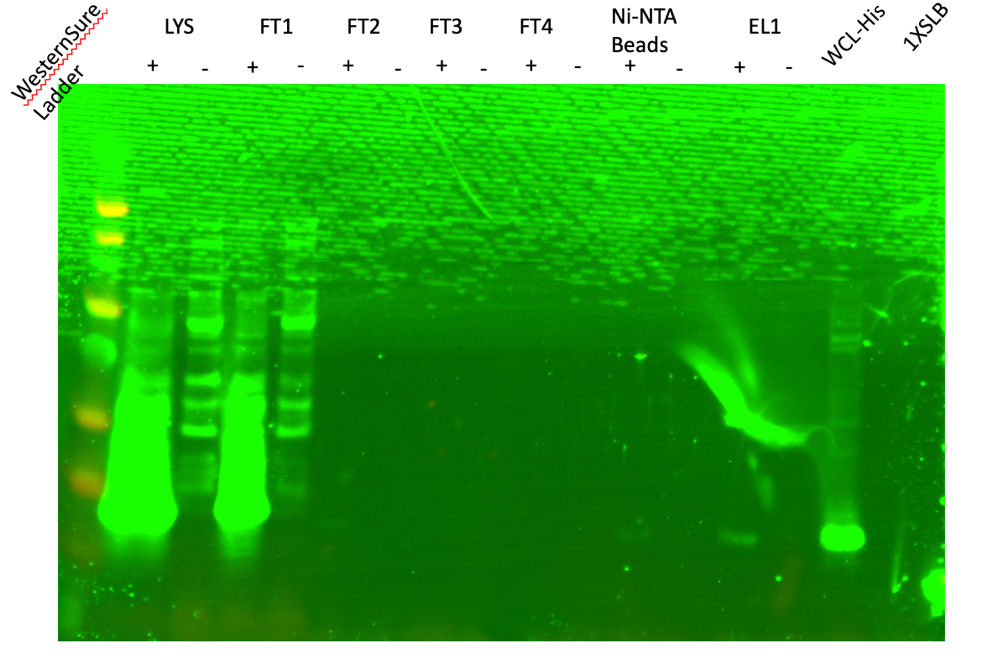 WesternSure
Ladder
LYS FT1 FT2 FT3 FT4 Ni-NTA Beads EL1 WCL-His 1XSLB
+ - + - + - + - + - + - + -